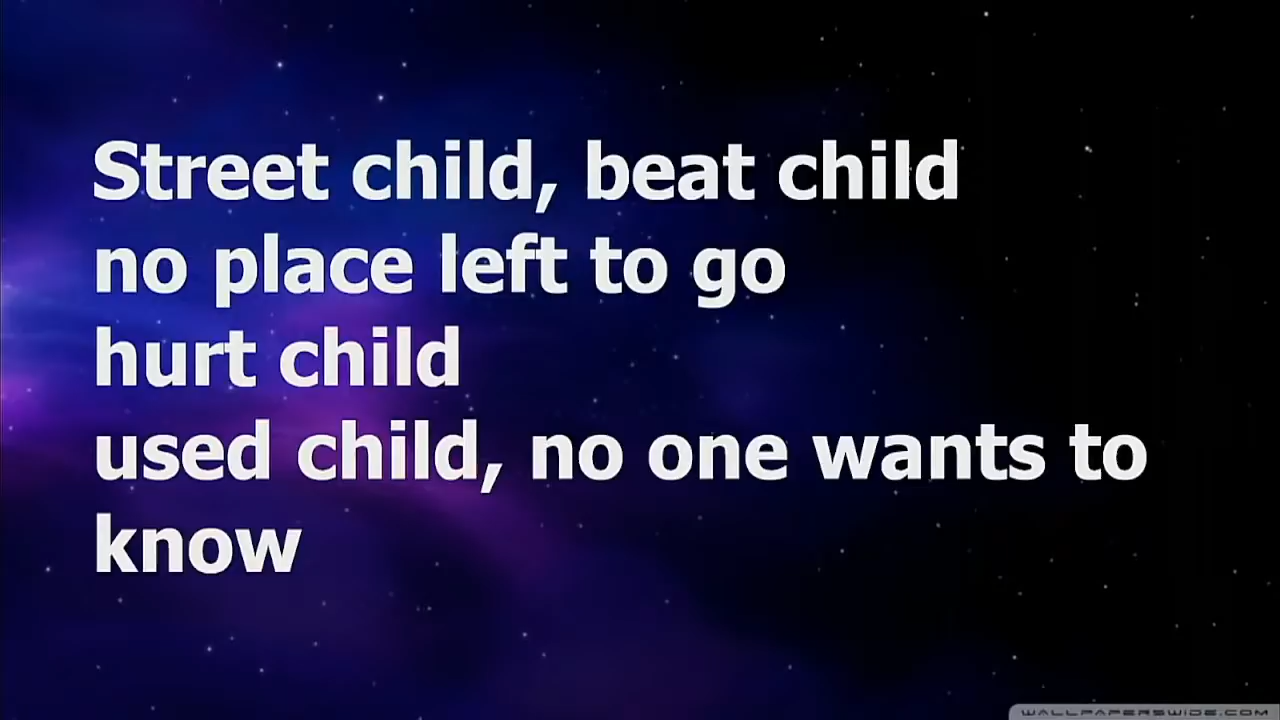 Street child, beat child
no place left to go
hurt child
used child, no one wants to
know
WALLPAPERSWIDE.COM